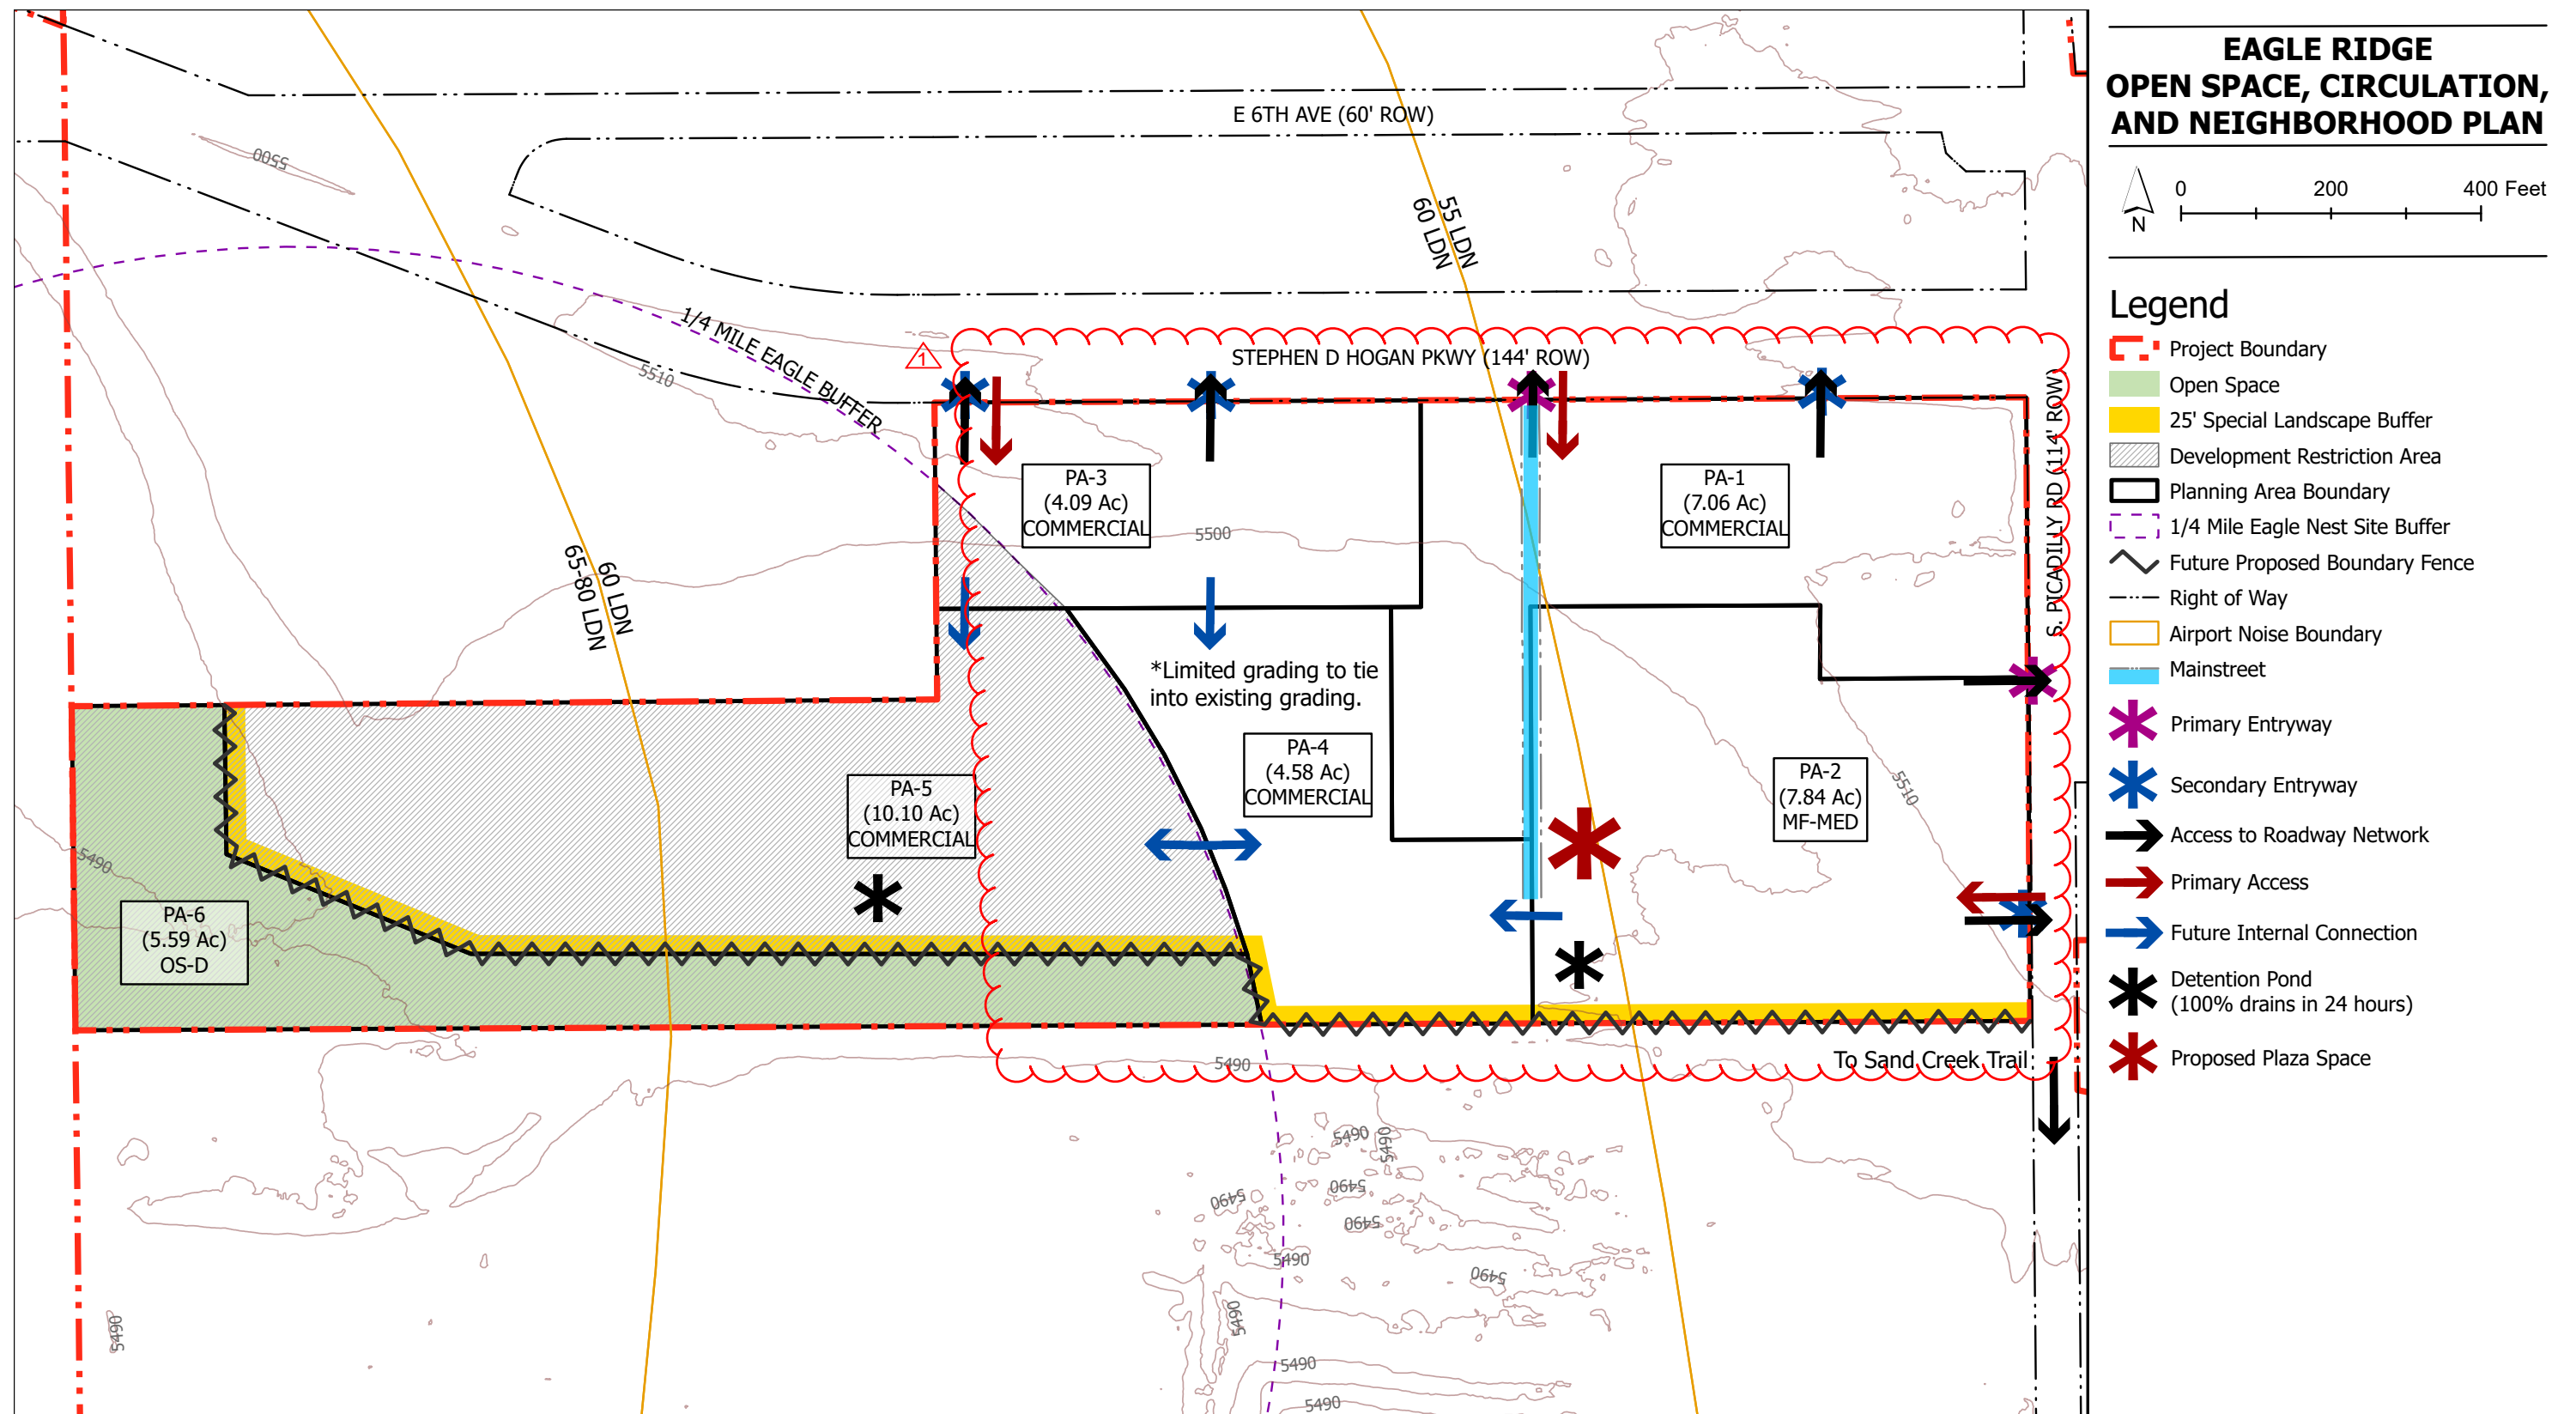 EAGLE RIDGE
OPEN SPACE, CIRCULATION,
AND NEIGHBORHOOD PLAN
0 200 400 Feet
N
Legend
Project Boundary
Open Space
25' Special Landscape Buffer
Development Restriction Area
Planning Area Boundary
1/4 Mile Eagle Nest Site Buffer
Future Proposed Boundary Fence
Right of Way
Airport Noise Boundary
Mainstreet
Primary Entryway
Secondary Entryway
Access to Roadway Network
Primary Access
Future Internal Connection
Detention Pond
(100% drains in 24 hours)
Proposed Plaza Space
E 6TH AVE (60' ROW)
5500
55 LDN
60 LDN
1/4 MILE EAGLE BUFFER
5510
1
STEPHEN D HOGAN PKWY (144' ROW)
S. PICADILLY RD (114' ROW)
PA-3
(4.09 Ac)
COMMERCIAL
PA-1
(7.06 Ac)
COMMERCIAL
5500
60 LDN
65-80 LDN
*Limited grading to tie
into existing grading.
PA-4
(4.58 Ac)
COMMERCIAL
PA-2
(7.84 Ac)
MF-MED
5510
PA-5
(10.10 Ac)
COMMERCIAL
5490
PA-6
(5.59 Ac)
OS-D
To Sand Creek Trail
5490
5490
5490
5490
5490
5490
5490
5490
5490
5490
5490
5490